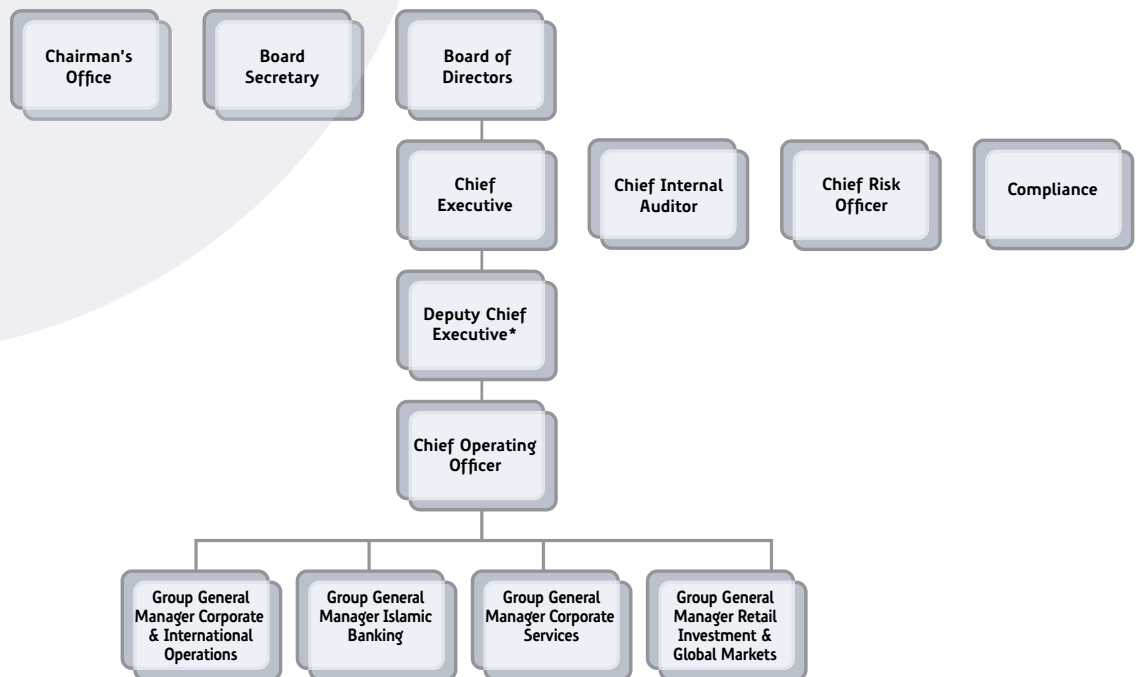 Chairman's
Office
Board
Secretary
Board of
Directors
Chief
Executive
Chief Internal
Auditor
Chief Risk
Officer
Compliance
Deputy Chief
Executive*
Chief Operating
Officer
Group General
Manager Corporate
& International
Operations
Group General
Manager Islamic
Banking
Group General
Manager Corporate
Services
Group General
Manager Retail
Investment &
Global Markets